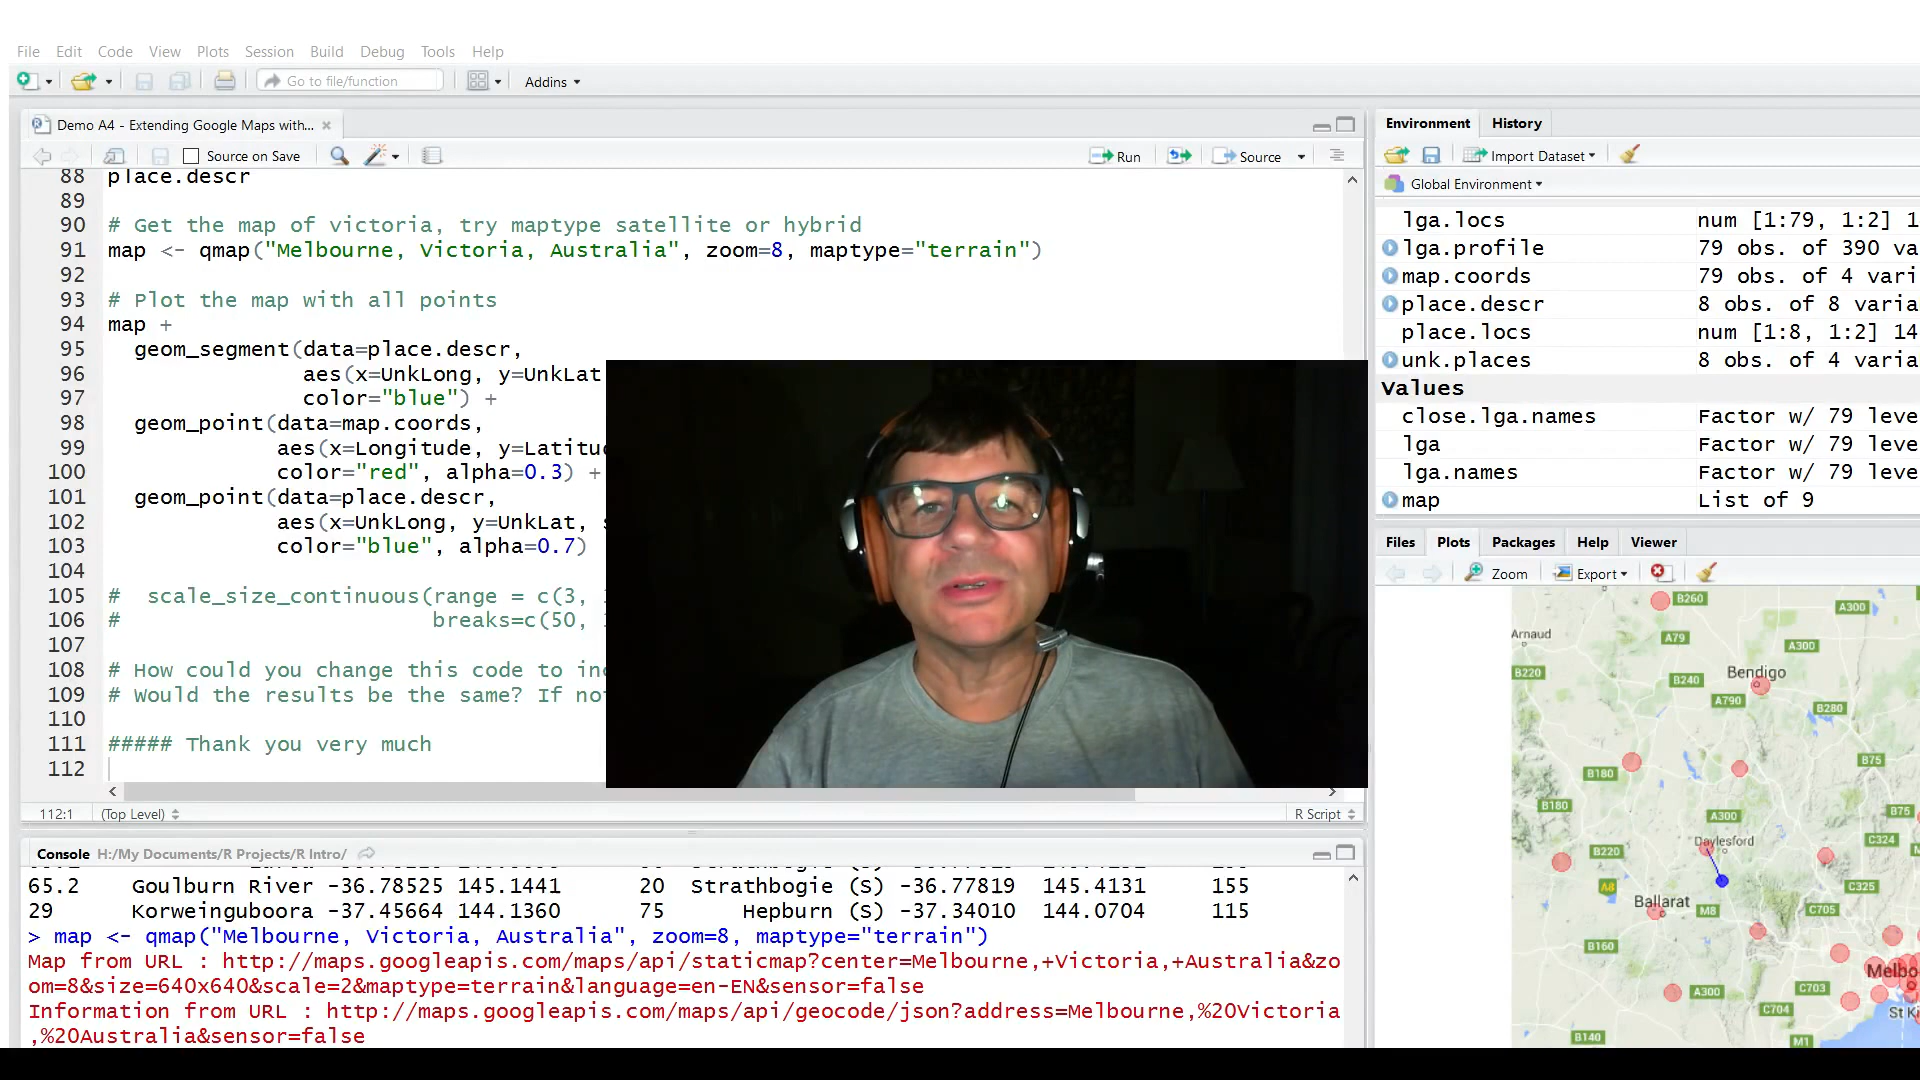 File Edit Code View Plots Session Build Debug Tools Help
Go to file/function
Addins
Demo A4 - Extending Google Maps with...
Source on Save
Run
Source
88 place.descr
89
90 # Get the map of victoria, try maptype satellite or hybrid
91 map <- qmap("Melbourne, Victoria, Australia", zoom=8, maptype="terrain")
92
93 # Plot the map with all points
94 map +
95 geom_segment(data=place.descr,
96 aes(x=UnkLong, y=UnkLat
97 color="blue") +
98 geom_point(data=map.coords,
99 aes(x=Longitude, y=Latitud
100 color="red", alpha=0.3) +
101 geom_point(data=place.descr,
102 aes(x=UnkLong, y=UnkLat,
103 color="blue", alpha=0.7)
104
105 # scale_size_continuous(range = c(3,
106 # breaks=c(50,
107
108 # How could you change this code to in
109 # Would the results be the same? If no
110
111 ##### Thank you very much
112
112:1 (Top Level) R Script
Console H:/My Documents/R Projects/R Intro/
65.2 Goulburn River -36.78525 145.1441 20 Strathbogie (S) -36.77819 145.4131 155
29 Korweinguboora -37.45664 144.1360 75 Hepburn (S) -37.34010 144.0704 115
> map <- qmap("Melbourne, Victoria, Australia", zoom=8, maptype="terrain")
Map from URL : http://maps.googleapis.com/maps/api/staticmap?center=Melbourne,+Victoria,+Australia&zo
om=8&size=640x640&scale=2&maptype=terrain&language=en-EN&sensor=false
Information from URL : http://maps.googleapis.com/maps/api/geocode/json?address=Melbourne,%20Victoria
,%20Australia&sensor=false
Environment History
Import Dataset
Global Environment
lga.locs num [1:79, 1:2] 1
lga.profile 79 obs. of 390 va
map.coords 79 obs. of 4 vari
place.descr 8 obs. of 8 varia
place.locs num [1:8, 1:2] 14
unk.places 8 obs. of 4 varia
Values
close.lga.names Factor w/ 79 leve
lga Factor w/ 79 leve
lga.names Factor w/ 79 leve
map List of 9
Files Plots Packages Help Viewer
Zoom Export
B260
A300
Arnaud
A79
A300
B220
Bendigo
B240
A790
B280
B75
B180
B180
A300
B75
Daylesford
C324
B220
A8
C325
Ballarat
M8
C705
B160
Melbo
A300
C703
C704
St Ki
B140
M1